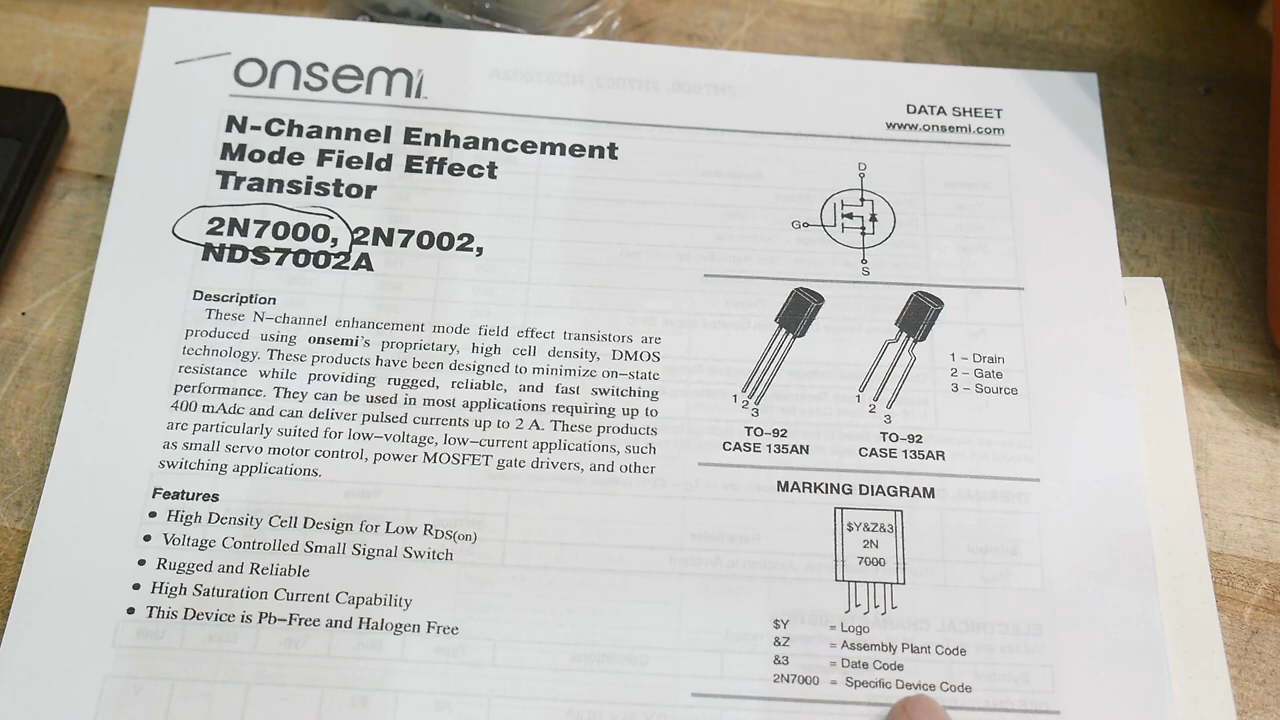 onsemi
DATA SHEET
www.onsemi.com
N-Channel Enhancement
Mode Field Effect
Transistor
2N7000, 2N7002,
NDS7002A
Description
These N-channel enhancement mode field effect transistors are
produced using onsemi's proprietary, high cell density, DMOS
technology. These products have been designed to minimize on-state
resistance while providing rugged, reliable, and fast switching
performance. They can be used in most applications requiring up to
400 mAdc and can deliver pulsed currents up to 2 A. These products
are particularly suited for low-voltage, low-current applications, such
as small servo motor control, power MOSFET gate drivers, and other
switching applications.
Features
• High Density Cell Design for Low RDS(on)
• Voltage Controlled Small Signal Switch
• Rugged and Reliable
• High Saturation Current Capability
• This Device is Pb-Free and Halogen Free
D
G
S
1 - Drain
2 - Gate
3 - Source
1 2 3
1 2 3
TO-92
CASE 135AN
TO-92
CASE 135AR
MARKING DIAGRAM
$Y&Z&3
2N
7000
$Y = Logo
&Z = Assembly Plant Code
&3 = Date Code
2N7000 = Specific Device Code